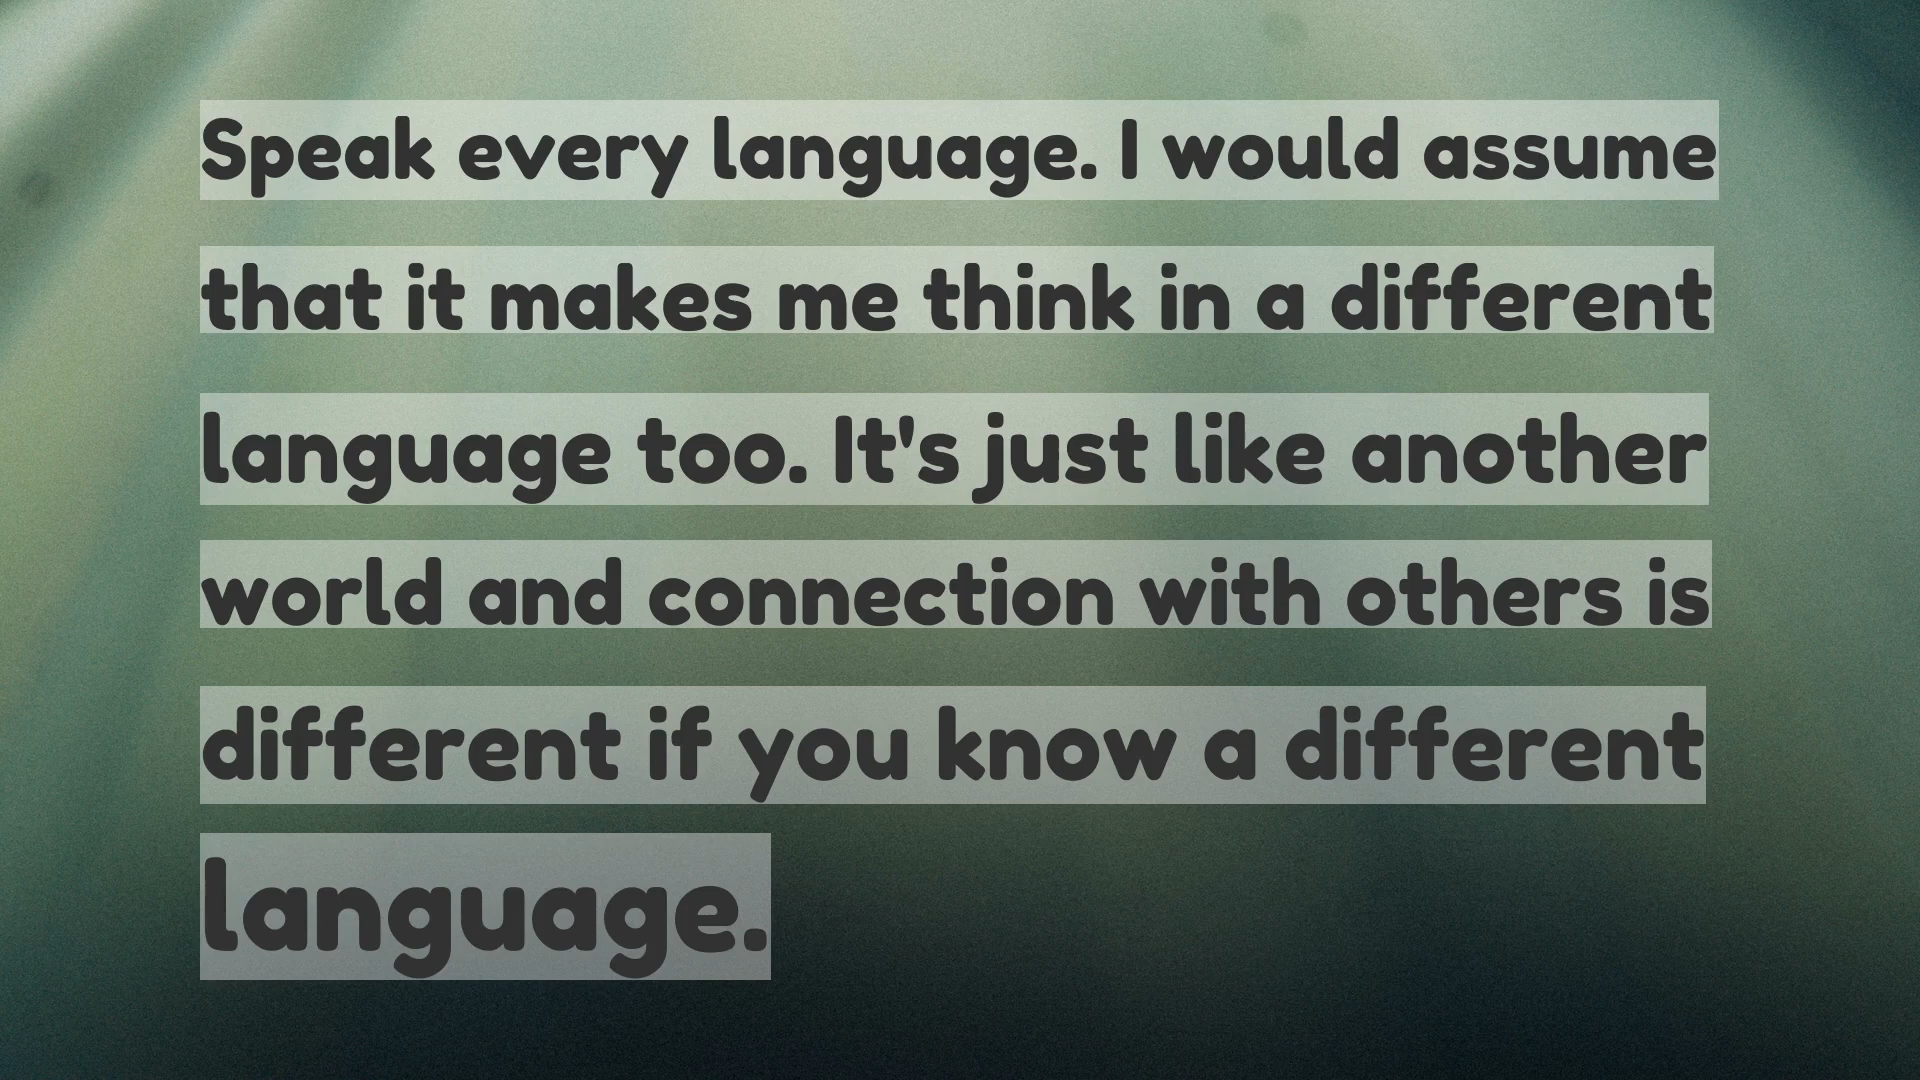 Speak every language. I would assume
that it makes me think in a different
language too. It's just like another
world and connection with others is
different if you know a different
language.